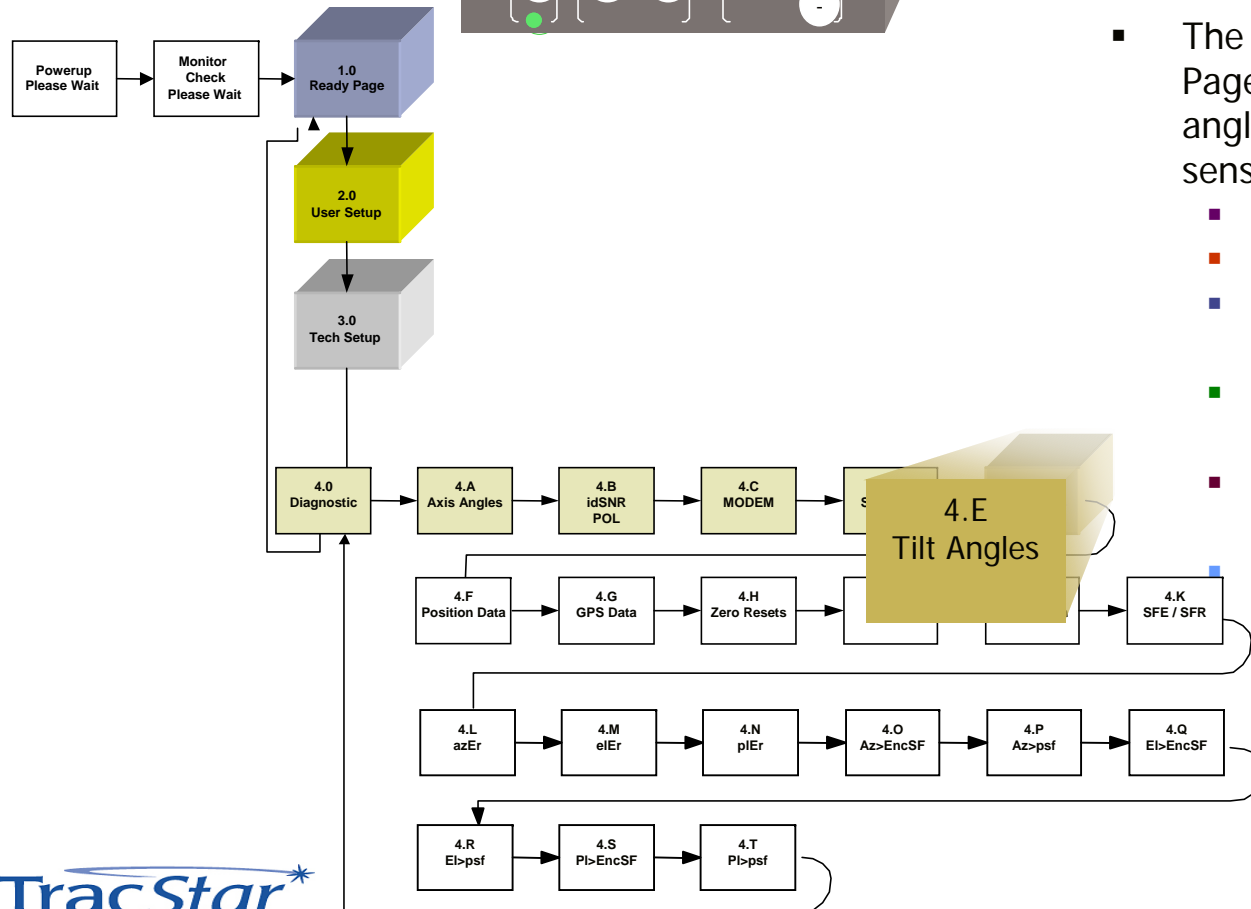 -
The
Page
angl
sens
Powerup
Please Wait
Monitor
Check
Please Wait
1.0
Ready Page
2.0
User Setup
3.0
Tech Setup
4.0
Diagnostic
4.A
Axis Angles
4.B
idSNR
POL
4.C
MODEM
S
4.E
Tilt Angles
4.F
Position Data
4.G
GPS Data
4.H
Zero Resets
4.K
SFE / SFR
4.L
azEr
4.M
elEr
4.N
plEr
4.O
Az>EncSF
4.P
Az>psf
4.Q
El>EncSF
4.R
El>psf
4.S
Pl>EncSF
4.T
Pl>psf
TracStar